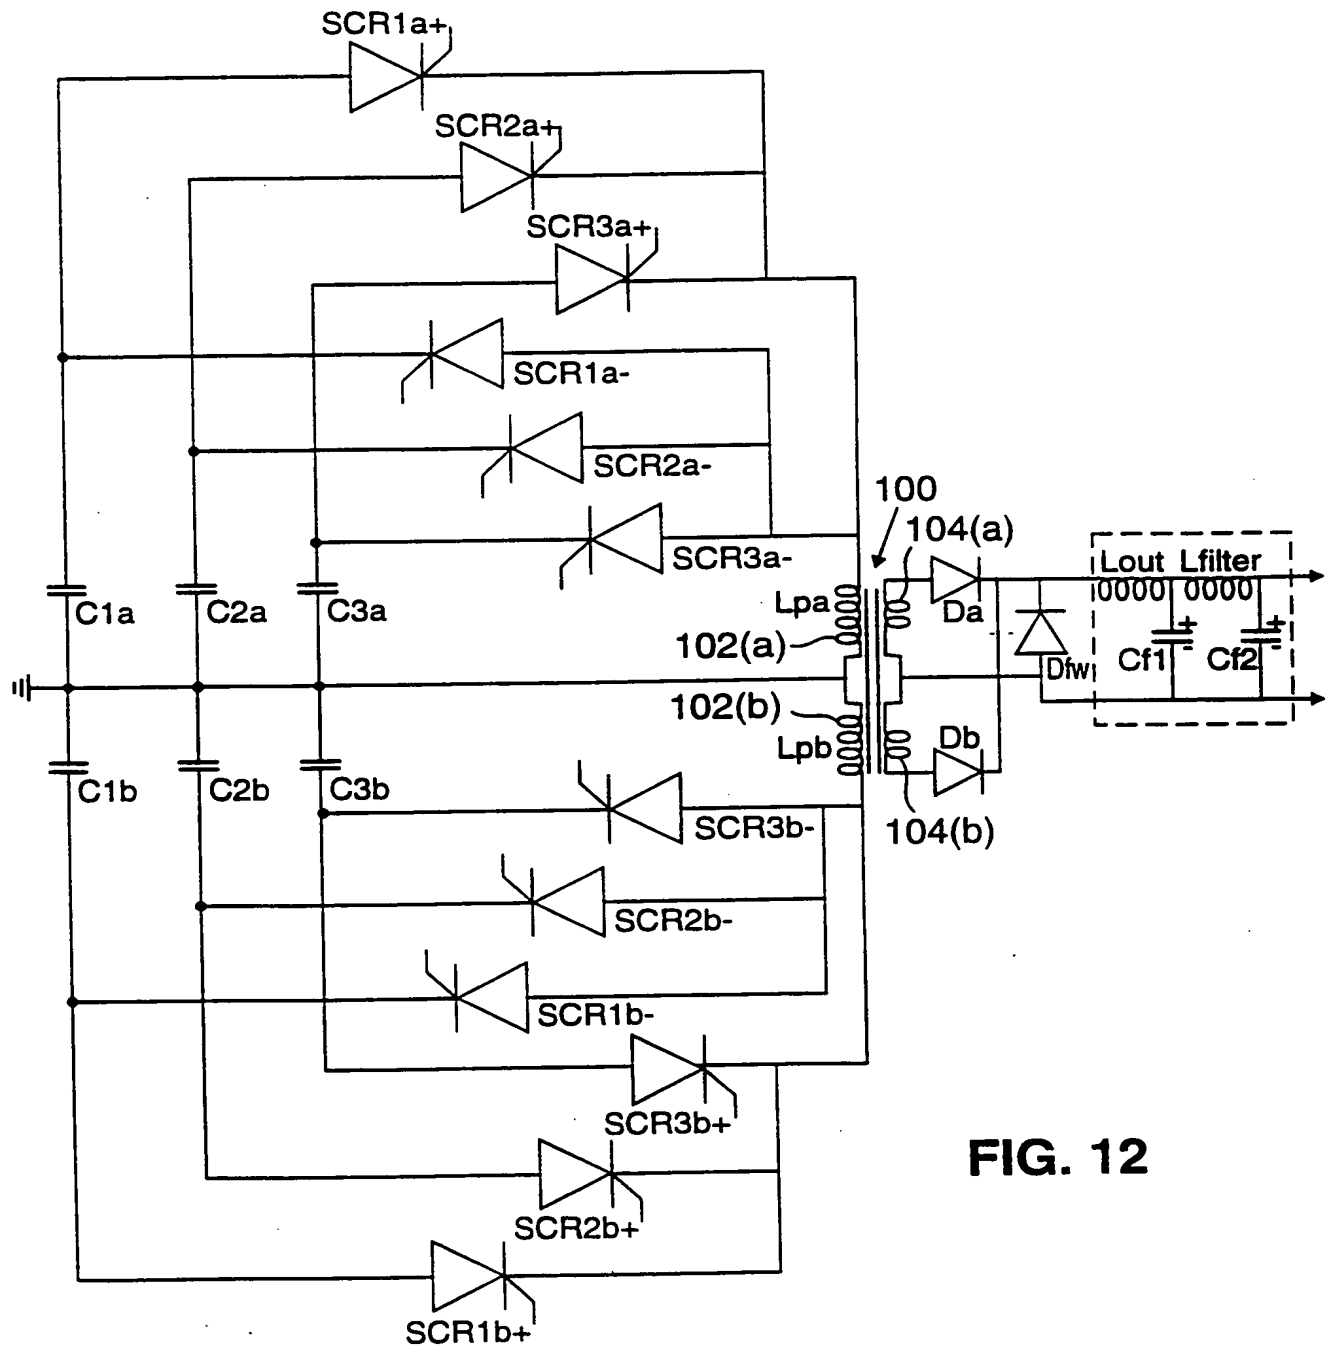 SCR1a+
SCR2a+
SCR3a+
SCR1a-
SCR2a-
SCR3a-
100
104(a)
Lout Lfilter
C1a
C2a
C3a
Lpa
Da
102(a)
Dfw
Cf1
+
-
Cf2
+
-
102(b)
Lpb
Db
C1b
C2b
C3b
SCR3b-
104(b)
SCR2b-
SCR1b-
SCR3b+
FIG. 12
SCR2b+
SCR1b+